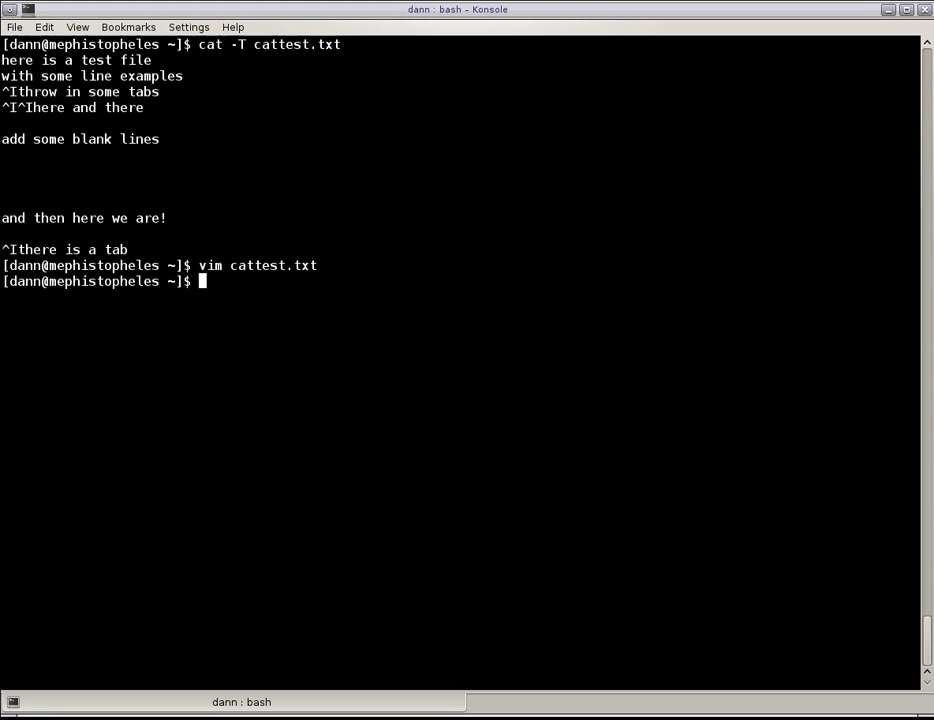 dann : bash – Konsole
File Edit View Bookmarks Settings Help
[dann@mephistopheles ~]$ cat -T cattest.txt
here is a test file
with some line examples
^Ithrow in some tabs
^I^Ihere and there
add some blank lines
and then here we are!
^Ithere is a tab
[dann@mephistopheles ~]$ vim cattest.txt
[dann@mephistopheles ~]$
dann : bash